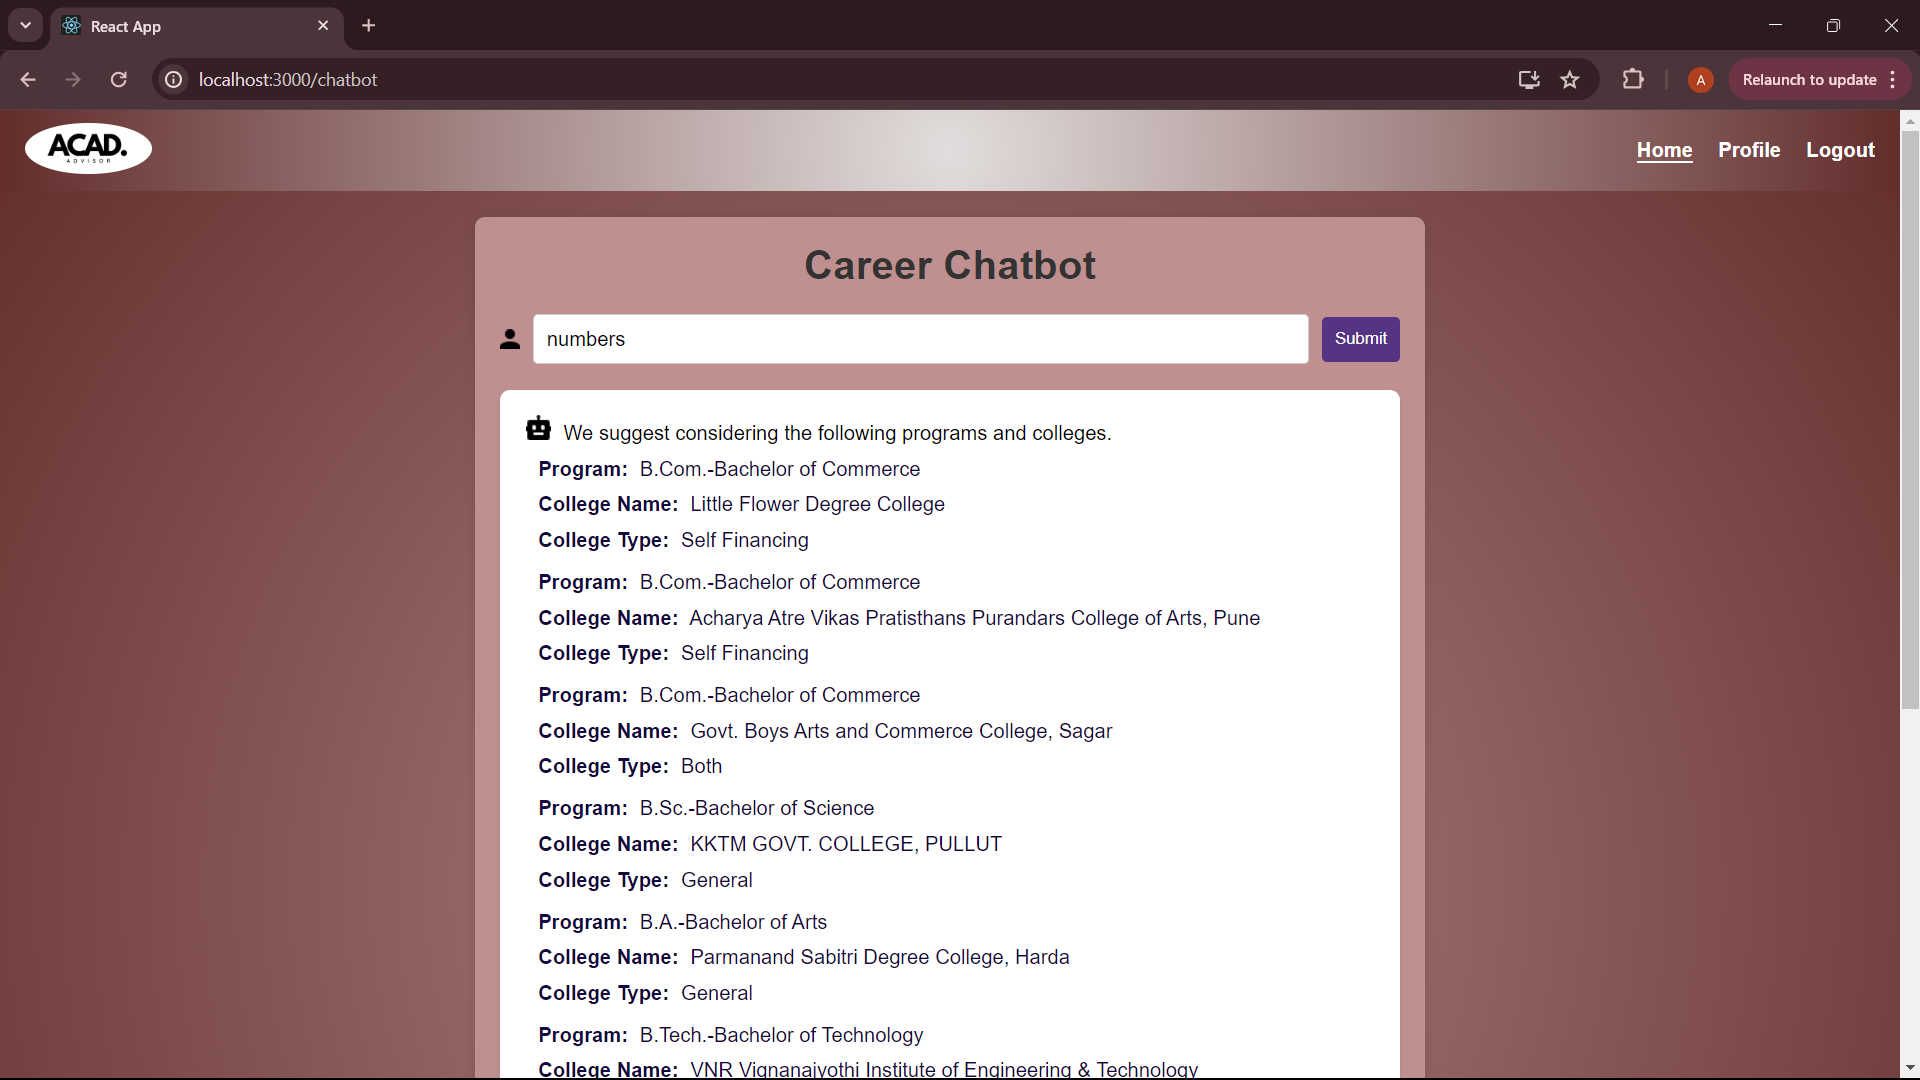 React App
localhost:3000/chatbot
A
Relaunch to update
ACAD.
ADVISOR
Home Profile Logout
Career Chatbot
numbers
Submit
We suggest considering the following programs and colleges.
Program: B.Com.-Bachelor of Commerce
College Name: Little Flower Degree College
College Type: Self Financing
Program: B.Com.-Bachelor of Commerce
College Name: Acharya Atre Vikas Pratisthans Purandars College of Arts, Pune
College Type: Self Financing
Program: B.Com.-Bachelor of Commerce
College Name: Govt. Boys Arts and Commerce College, Sagar
College Type: Both
Program: B.Sc.-Bachelor of Science
College Name: KKTM GOVT. COLLEGE, PULLUT
College Type: General
Program: B.A.-Bachelor of Arts
College Name: Parmanand Sabitri Degree College, Harda
College Type: General
Program: B.Tech.-Bachelor of Technology
College Name: VNR Vignanajyothi Institute of Engineering & Technology